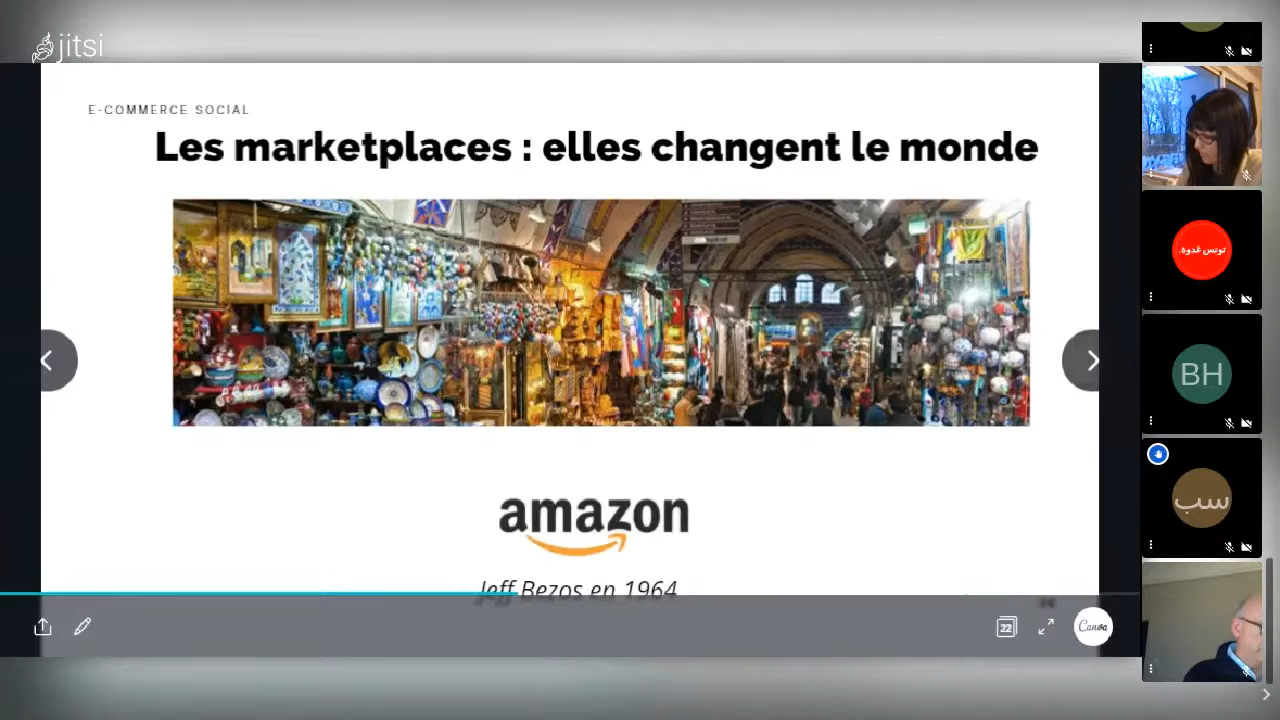 jitsi
E-COMMERCE SOCIAL
Les marketplaces : elles changent le monde
amazon
Jeff Bezos en 1964
22
Canva
تونس غدوة.
BH
سب